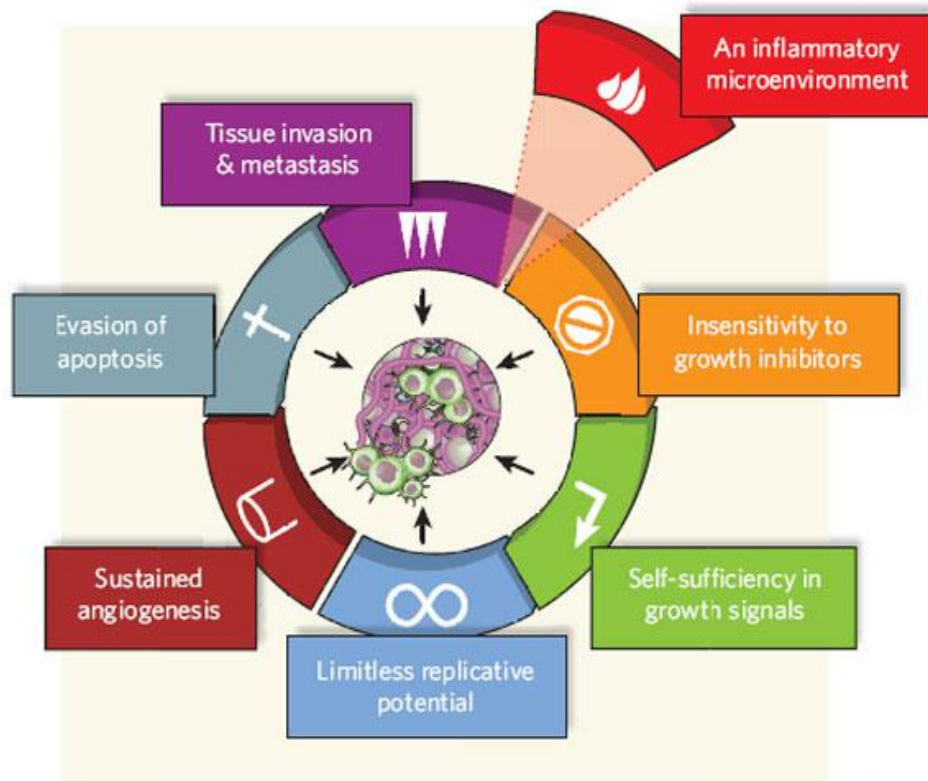 An inflammatory
microenvironment
Tissue invasion
& metastasis
Evasion of
apoptosis
Insensitivity to
growth inhibitors
Sustained
angiogenesis
Self-sufficiency in
growth signals
Limitless replicative
potential